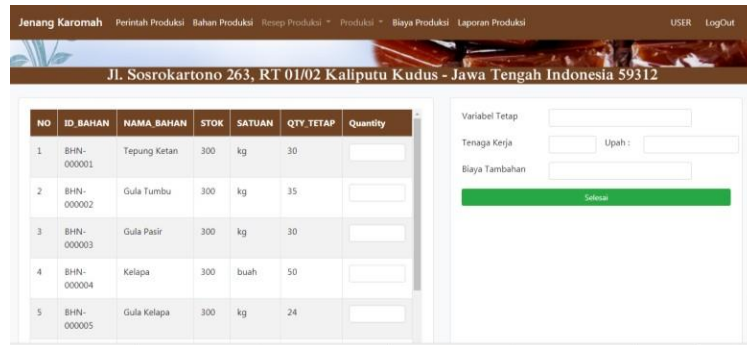 Jenang Karomah Perintah Produksi Bahan Produksi Resep Produksi Produksi Biaya Produksi Laporan Produksi USER LogOut
Jl. Sosrokartono 263, RT 01/02 Kaliputu Kudus - Jawa Tengah Indonesia 59312
NO ID_BAHAN NAMA_BAHAN STOK SATUAN QTY_TETAP Quantity
1 BHN- Tepung Ketan 300 kg 30
000001
2 BHN- Gula Tumbu 300 kg 35
000002
3 BHN- Gula Pasir 300 kg 30
000003
4 BHN- Kelapa 300 buah 50
000004
5 BHN- Gula Kelapa 300 kg 24
000005
Variabel Tetap
Tenaga Kerja Upah :
Biaya Tambahan
Selesai